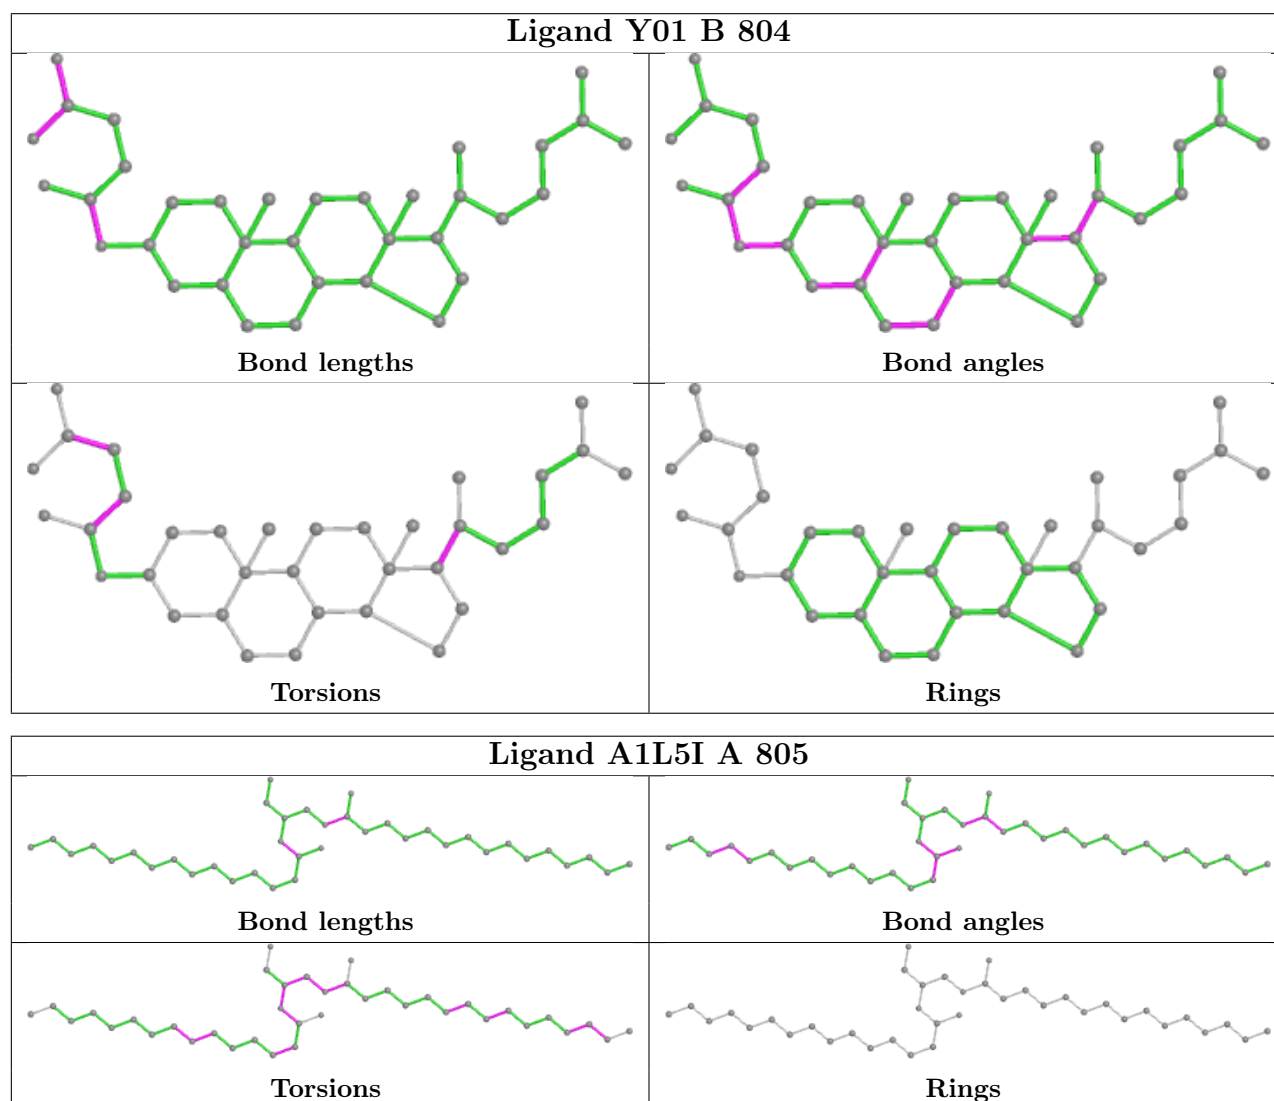 Ligand Y01 B 804
Bond lengths
Bond angles
Torsions
Rings
Ligand A1L5I A 805
Bond lengths
Bond angles
Torsions
Rings